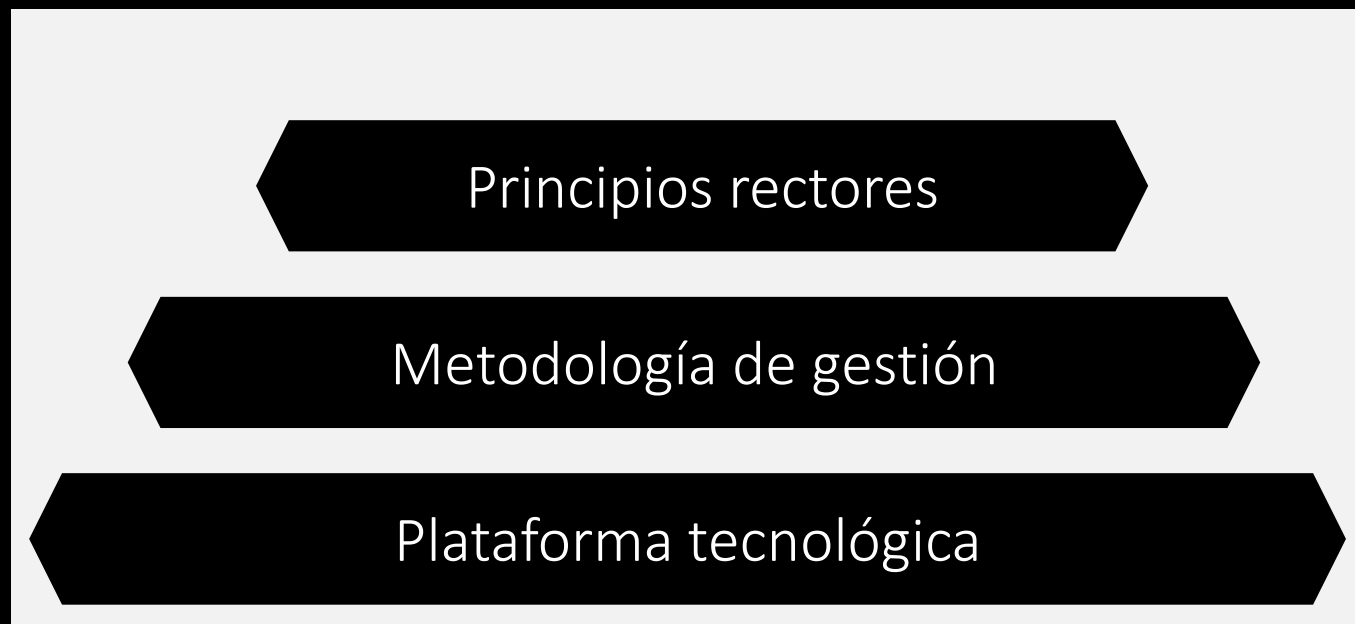 Principios rectores
Metodología de gestión
Plataforma tecnológica